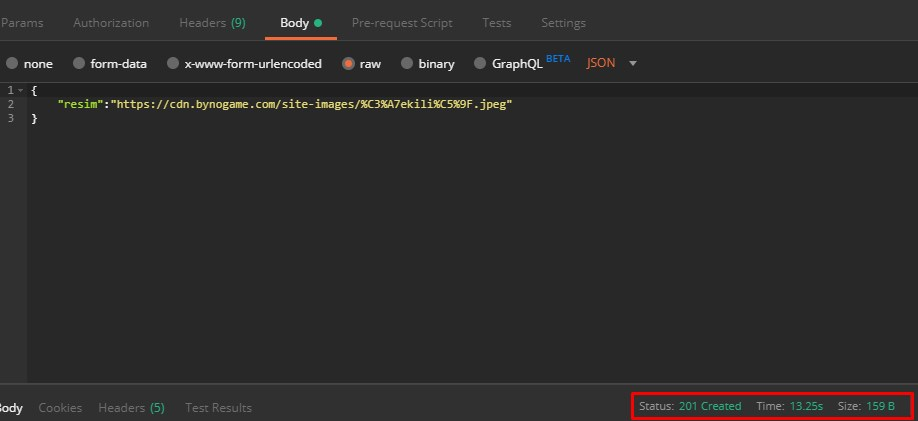 Params Authorization Headers (9) Body Pre-request Script Tests Settings
none form-data x-www-form-urlencoded raw binary GraphQL BETA JSON
1 {
2 "resim":"https://cdn.bynogame.com/site-images/%C3%A7ekili%C5%9F.jpeg"
3 }
Body Cookies Headers (5) Test Results Status: 201 Created Time: 13.25s Size: 159 B